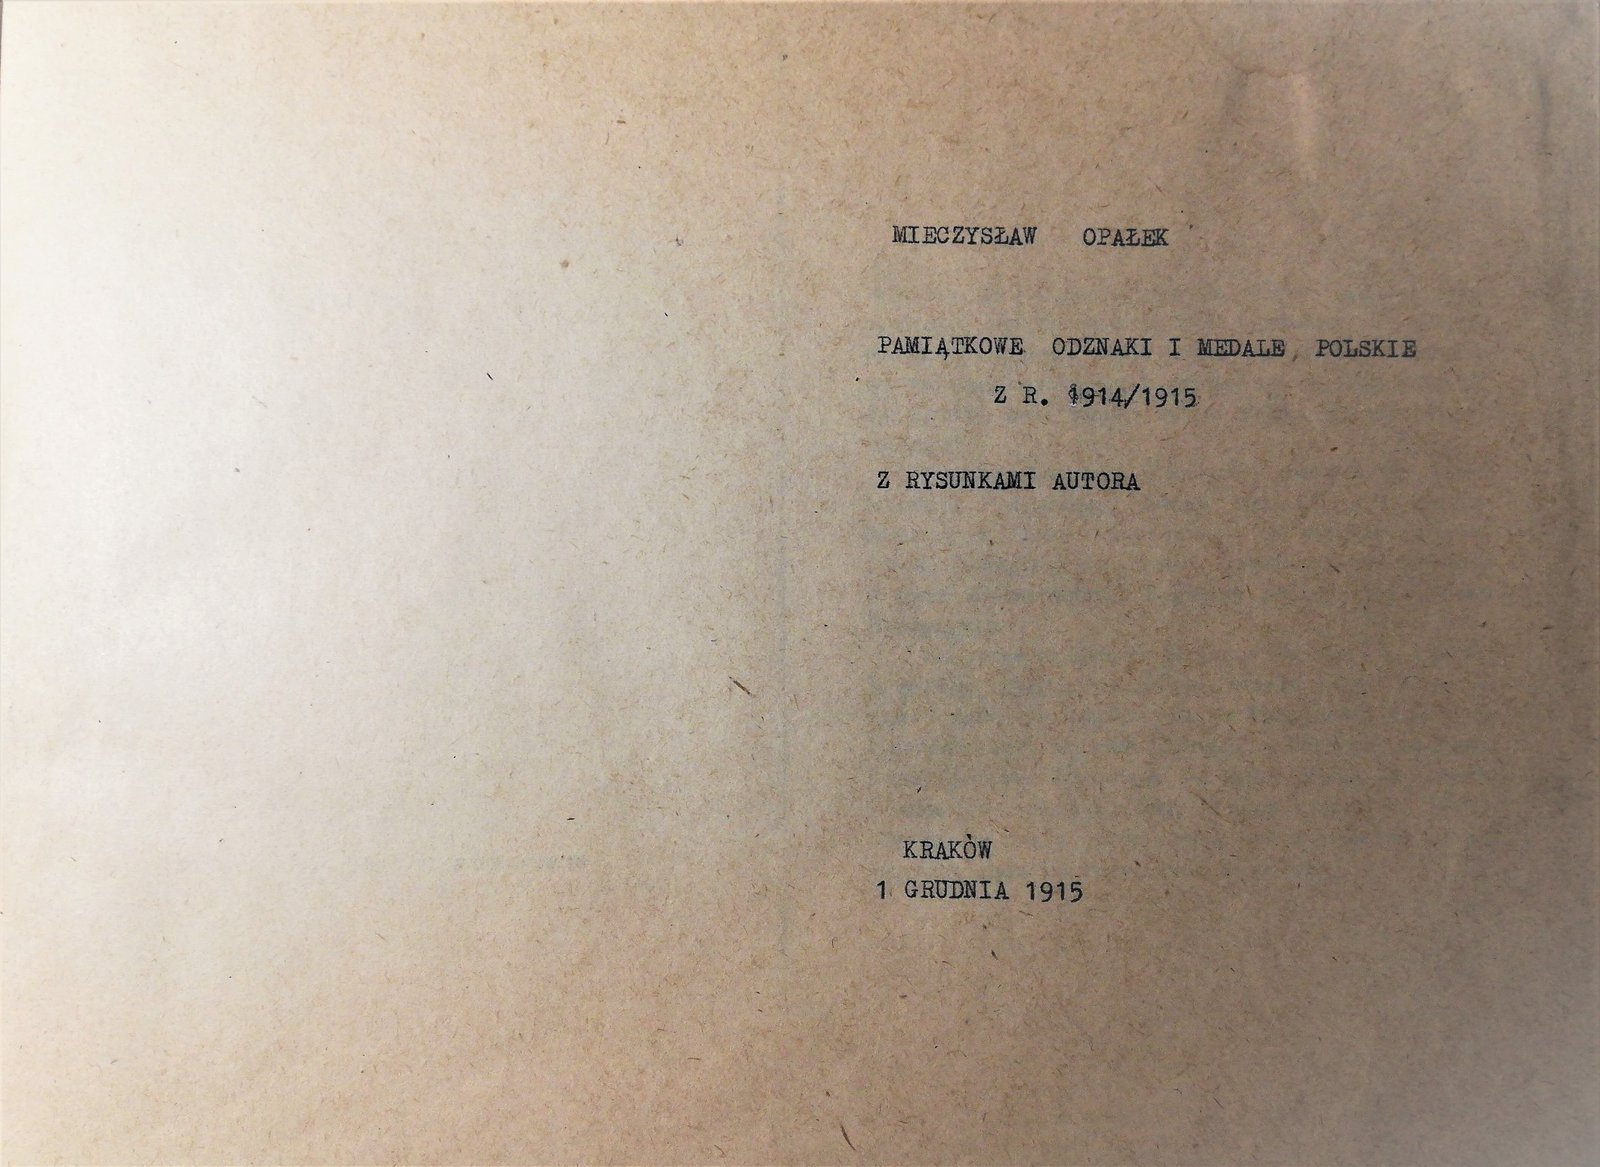 MIECZYSŁAW OPAŁEK
PAMIĄTKOWE ODZNAKI I MEDALE, POLSKIE
Z R. 1914/1915
Z RYSUNKAMI AUTORA
KRAKÒW
1 GRUDNIA 1915